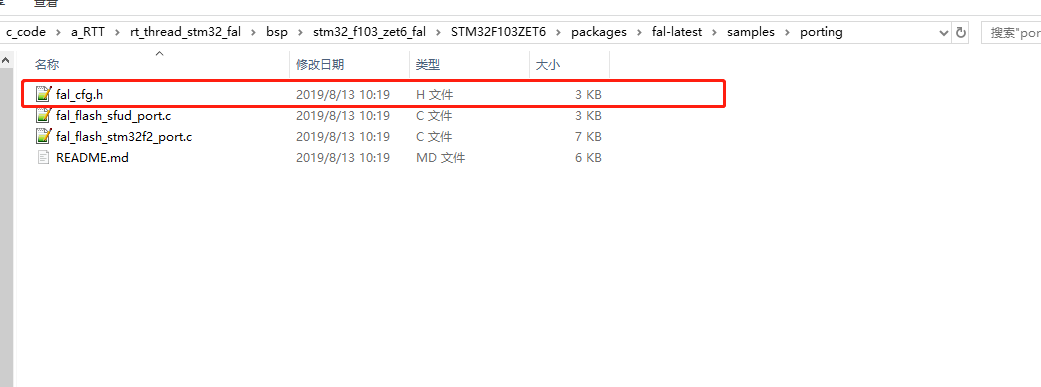 查看
c_code a_RTT rt_thread_stm32_fal bsp stm32_f103_zet6_fal STM32F103ZET6 packages fal-latest samples porting 搜索"por
名称 修改日期 类型 大小
fal_cfg.h 2019/8/13 10:19 H 文件 3 KB
fal_flash_sfud_port.c 2019/8/13 10:19 C 文件 3 KB
fal_flash_stm32f2_port.c 2019/8/13 10:19 C 文件 7 KB
README.md 2019/8/13 10:19 MD 文件 6 KB